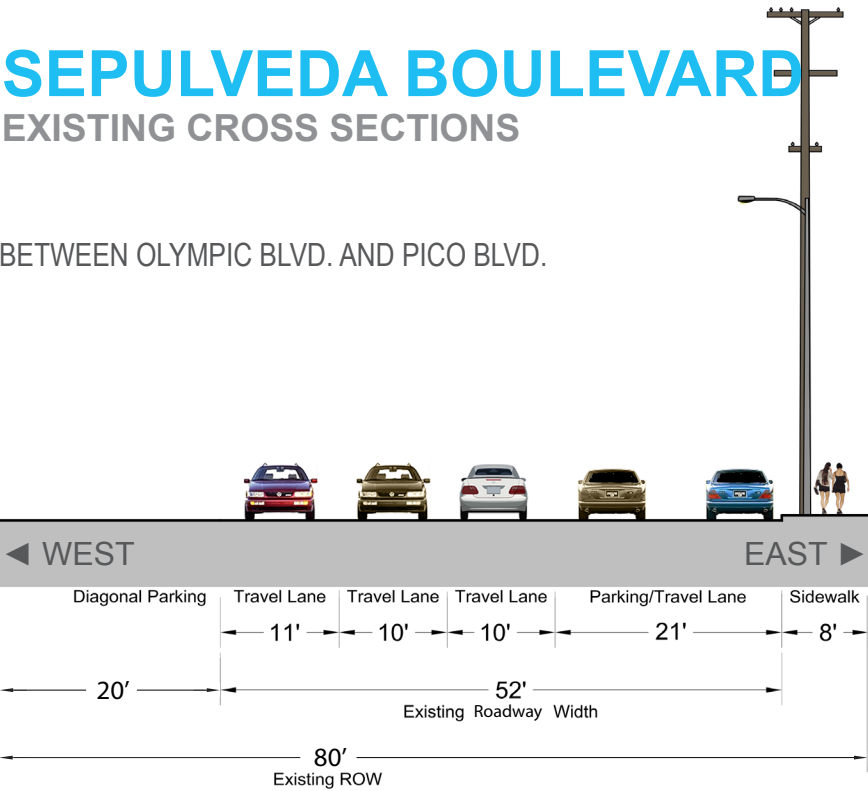 SEPULVEDA BOULEVARD
EXISTING CROSS SECTIONS
BETWEEN OLYMPIC BLVD. AND PICO BLVD.
◄ WEST EAST ►
Diagonal Parking Travel Lane Travel Lane Travel Lane Parking/Travel Lane Sidewalk
11' 10' 10' 21' 8'
20’ 52'
Existing Roadway Width
80’
Existing ROW